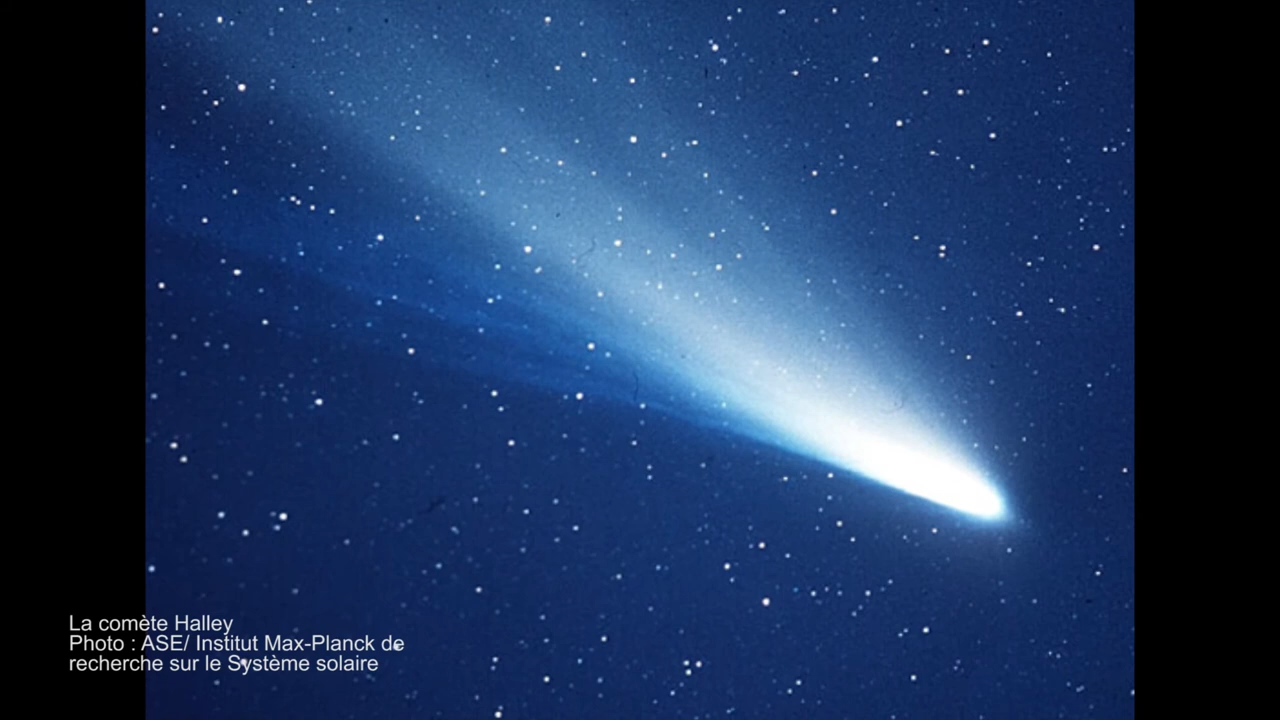 La comète Halley
Photo : ASE/ Institut Max-Planck de
recherche sur le Système solaire